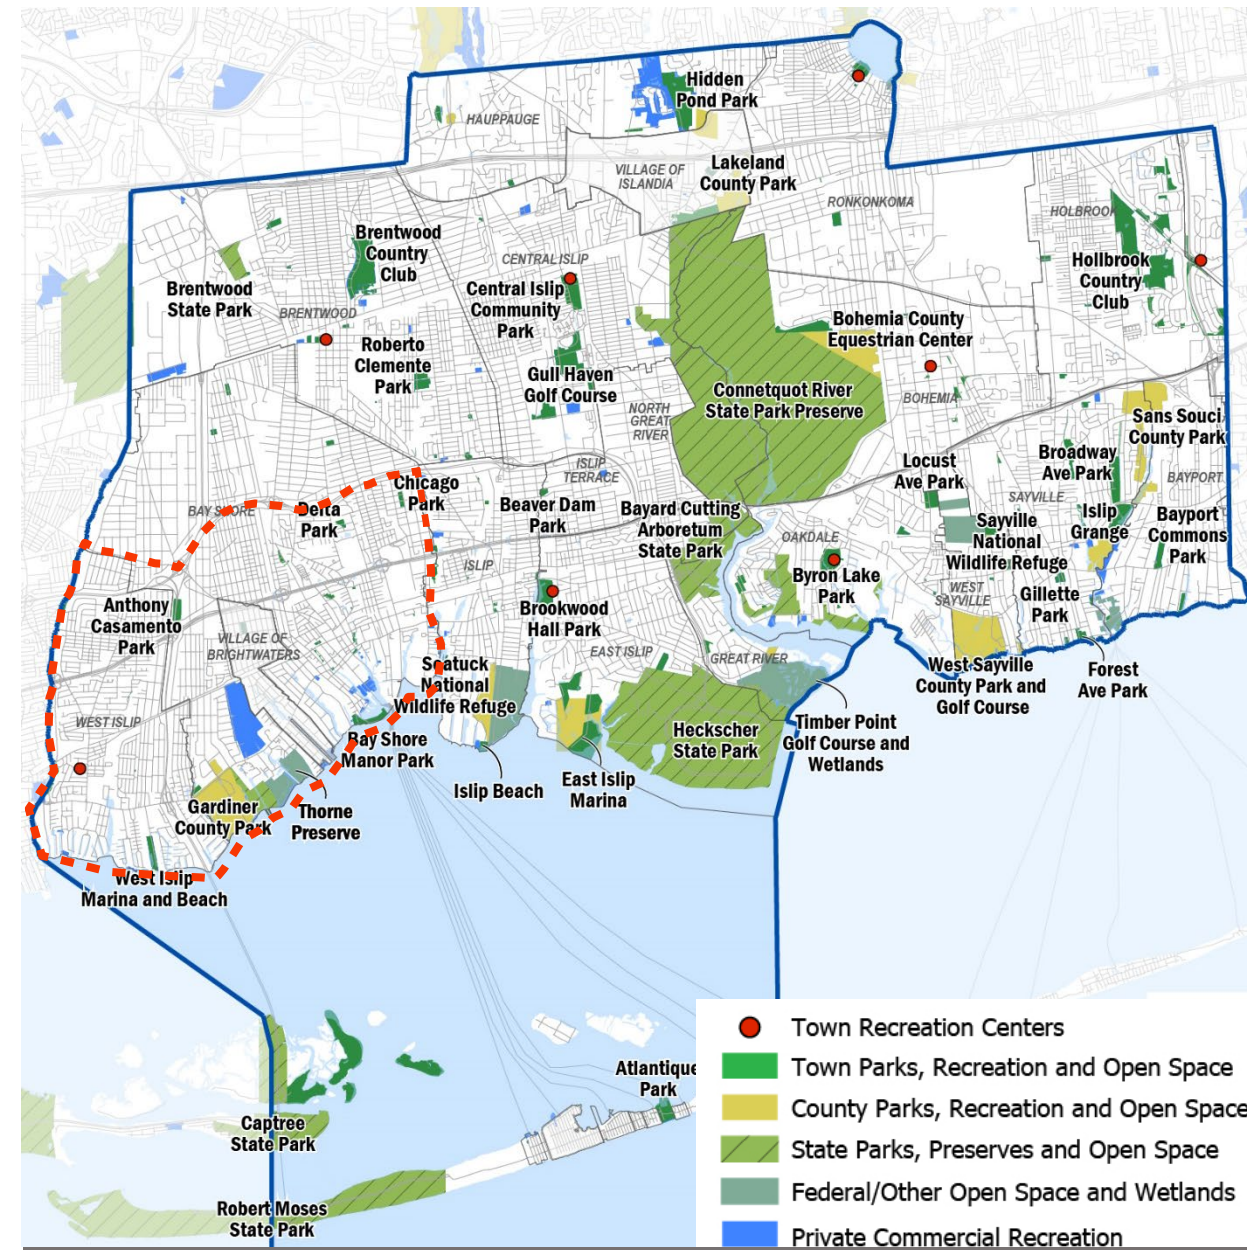 Hidden
Pond Park
HAUPPAUGE
VILLAGE OF
ISLANDIA
Lakeland
County Park
RONKONKOMA
HOLBROOK
Brentwood
Country
Club
CENTRAL ISLIP
Hollbrook
Country
Club
Brentwood
State Park
Central Islip
Community
Park
BRENTWOOD
Bohemia County
Equestrian Center
Roberto
Clemente
Park
Gull Haven
Golf Course
Connetquot River
State Park Preserve
BOHEMIA
NORTH
GREAT
RIVER
Sans Souci
County Park
Broadway
Ave Park
Locust
Ave Park
ISLIP
TERRACE
BAYPORT
Chicago
Park
SAYVILLE
BAY SHORE
Delta
Park
Beaver Dam
Park
Bayard Cutting
Arboretum
State Park
Islip
Grange
Bayport
Commons
Park
Sayville
National
Wildlife Refuge
OAKDALE
ISLIP
Byron Lake
Park
WEST
SAYVILLE
Gillette
Park
Anthony
Casamento
Park
Brookwood
Hall Park
VILLAGE OF
BRIGHTWATERS
EAST ISLIP
GREAT RIVER
Seatuck
National
Wildlife Refuge
West Sayville
County Park and
Golf Course
Forest
Ave Park
WEST ISLIP
Heckscher
State Park
Timber Point
Golf Course and
Wetlands
Bay Shore
Manor Park
Islip Beach
East Islip
Marina
Gardiner
County Park
Thorne
Preserve
West Islip
Marina and Beach
Atlantique
Park
Captree
State Park
Robert Moses
State Park
Town Recreation Centers
Town Parks, Recreation and Open Space
County Parks, Recreation and Open Space
State Parks, Preserves and Open Space
Federal/Other Open Space and Wetlands
Private Commercial Recreation